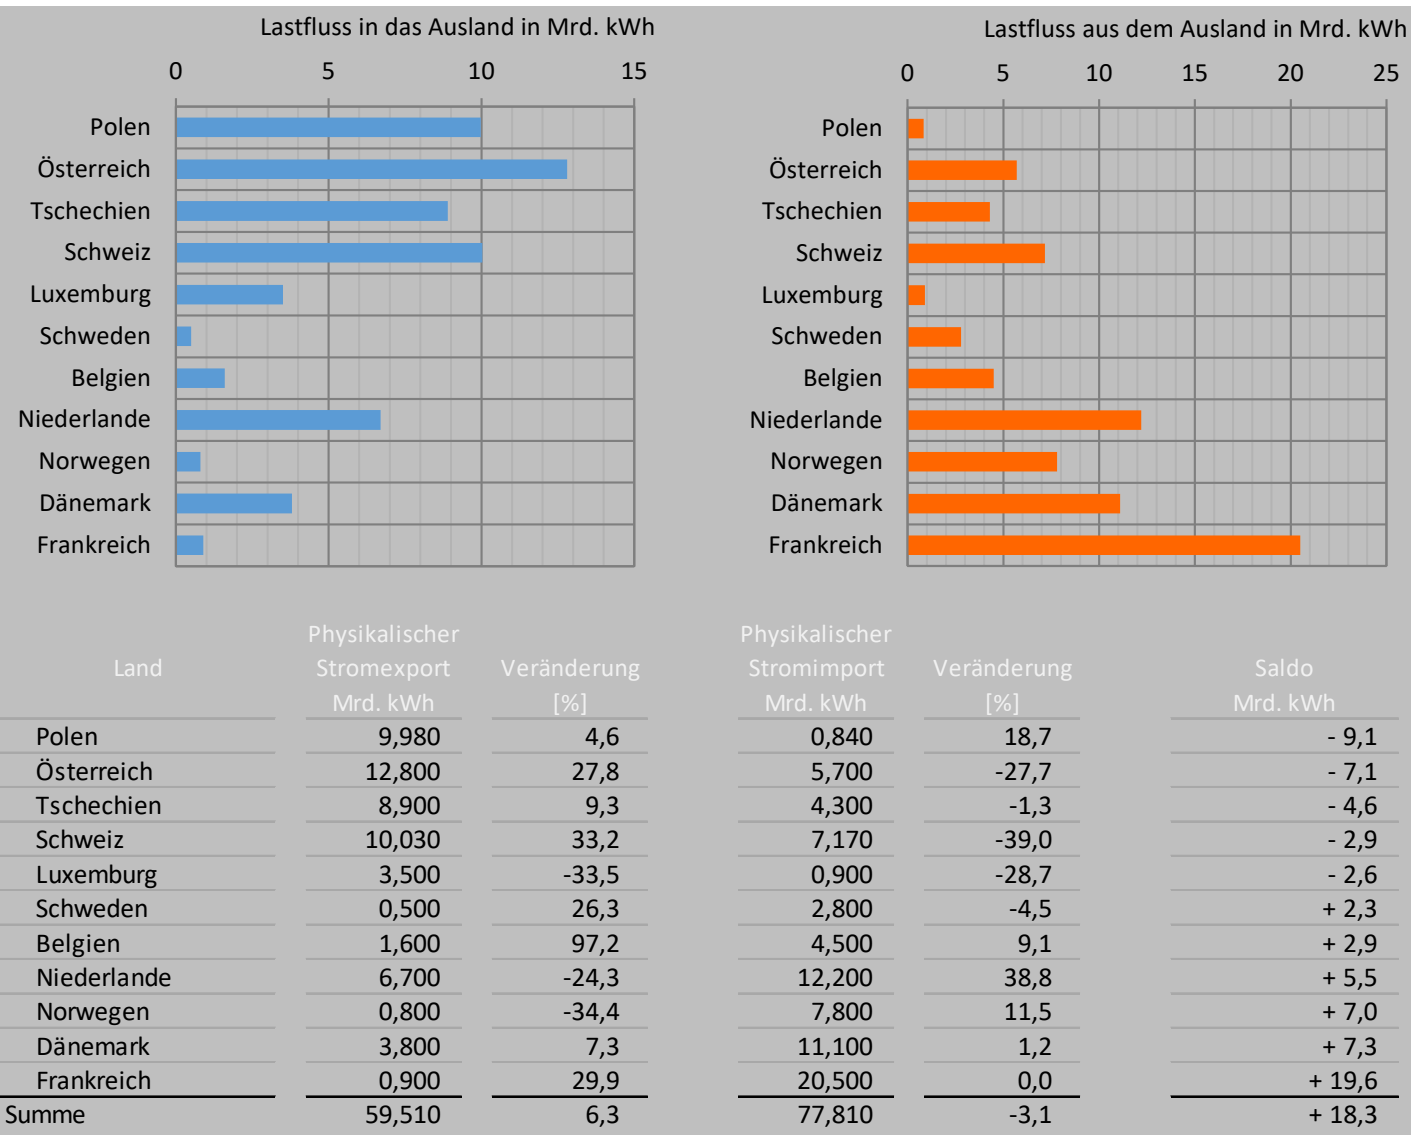 Lastfluss in das Ausland in Mrd. kWh
0 5 10 15
Polen
Österreich
Tschechien
Schweiz
Luxemburg
Schweden
Belgien
Niederlande
Norwegen
Dänemark
Frankreich
Lastfluss aus dem Ausland in Mrd. kWh
0 5 10 15 20 25
Polen
Österreich
Tschechien
Schweiz
Luxemburg
Schweden
Belgien
Niederlande
Norwegen
Dänemark
Frankreich
Land
Physikalischer
Stromexport
Mrd. kWh
Veränderung
[%]
Physikalischer
Stromimport
Mrd. kWh
Veränderung
[%]
Saldo
Mrd. kWh
Polen 9,980 4,6 0,840 18,7 - 9,1
Österreich 12,800 27,8 5,700 -27,7 - 7,1
Tschechien 8,900 9,3 4,300 -1,3 - 4,6
Schweiz 10,030 33,2 7,170 -39,0 - 2,9
Luxemburg 3,500 -33,5 0,900 -28,7 - 2,6
Schweden 0,500 26,3 2,800 -4,5 + 2,3
Belgien 1,600 97,2 4,500 9,1 + 2,9
Niederlande 6,700 -24,3 12,200 38,8 + 5,5
Norwegen 0,800 -34,4 7,800 11,5 + 7,0
Dänemark 3,800 7,3 11,100 1,2 + 7,3
Frankreich 0,900 29,9 20,500 0,0 + 19,6
Summe 59,510 6,3 77,810 -3,1 + 18,3